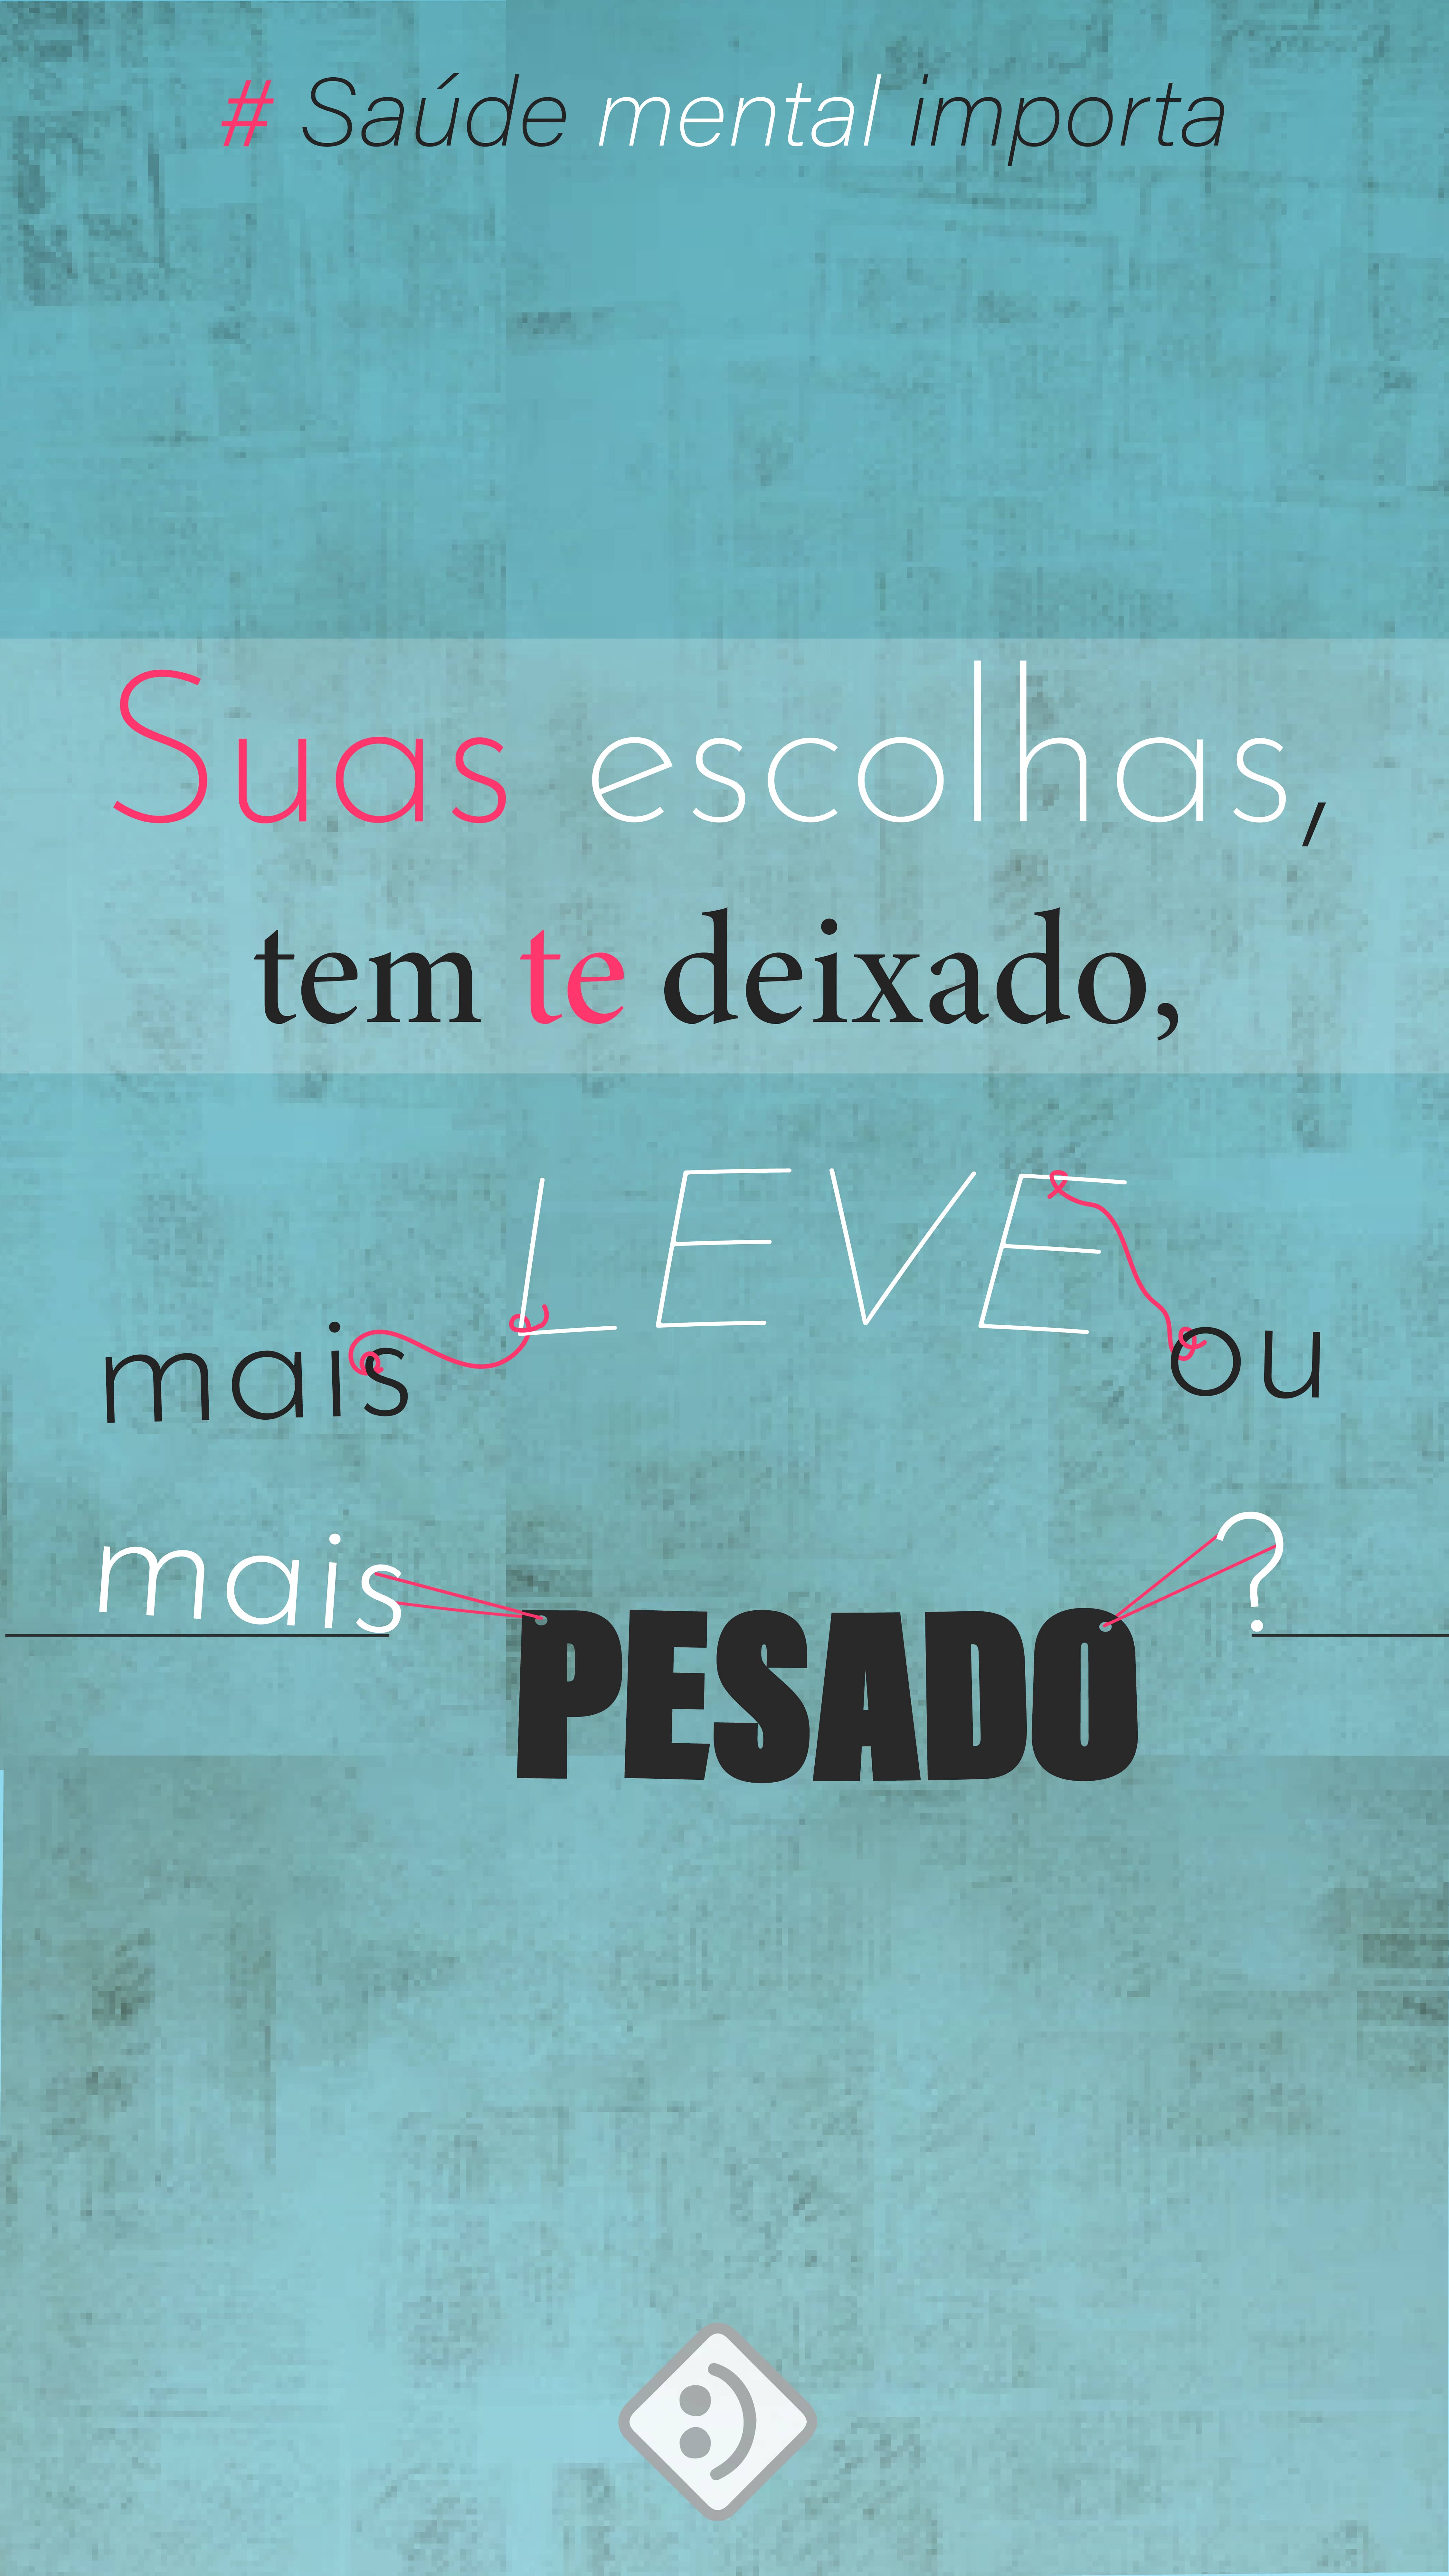 # Saúde mental importa
Suas escolhas,
tem te deixado,
mais LEVE ou
mais PESADO ?
:)